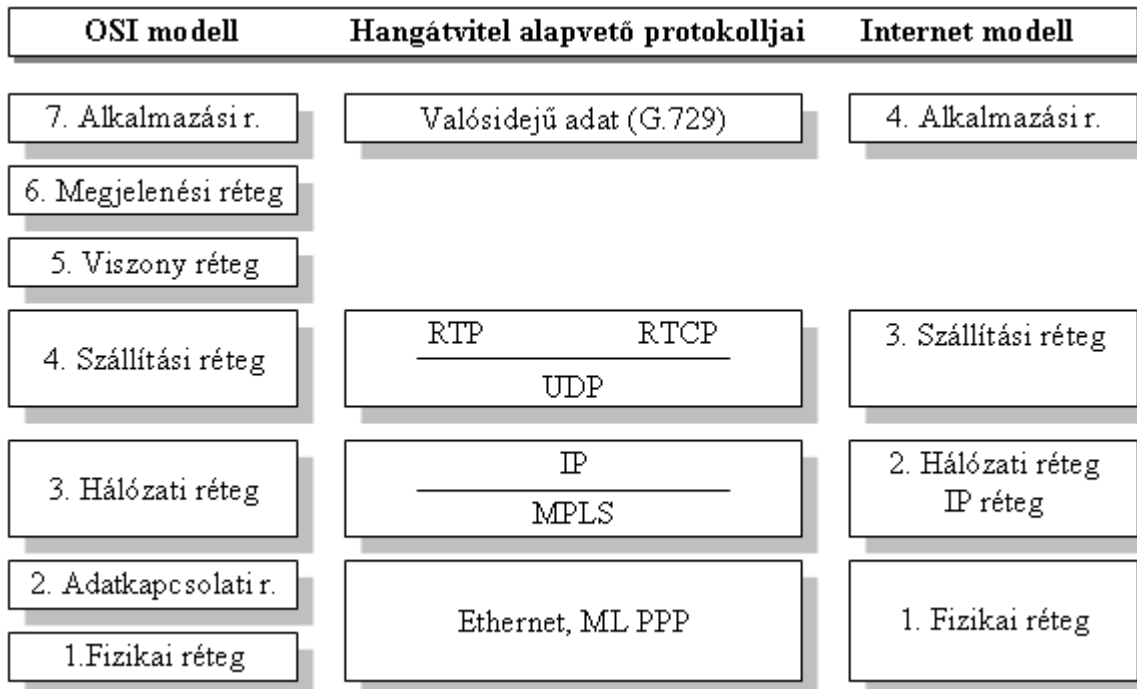 OSI modell Hangátvitel alapvető protokolljai Internet modell
7. Alkalmazási r. Valósidejű adat (G.729) 4. Alkalmazási r.
6. Megjelenési réteg
5. Viszony réteg
4. Szállítási réteg
RTP RTCP
UDP
3. Szállítási réteg
3. Hálózati réteg
IP
MPLS
2. Hálózati réteg
IP réteg
2. Adatkapcsolati r.
1.Fizikai réteg
Ethernet, ML PPP
1. Fizikai réteg